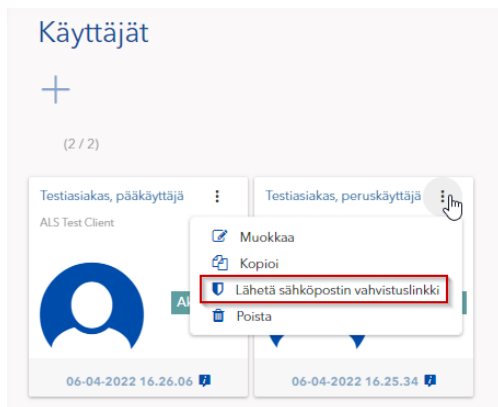 Käyttäjät
(2 / 2)
Testiasiakas, pääkäyttäjä
ALS Test Client
06-04-2022 16.26.06
Testiasiakas, peruskäyttäjä
Muokkaa
Kopioi
Lähetä sähköpostin vahvistuslinkki
Poista
06-04-2022 16.25.34